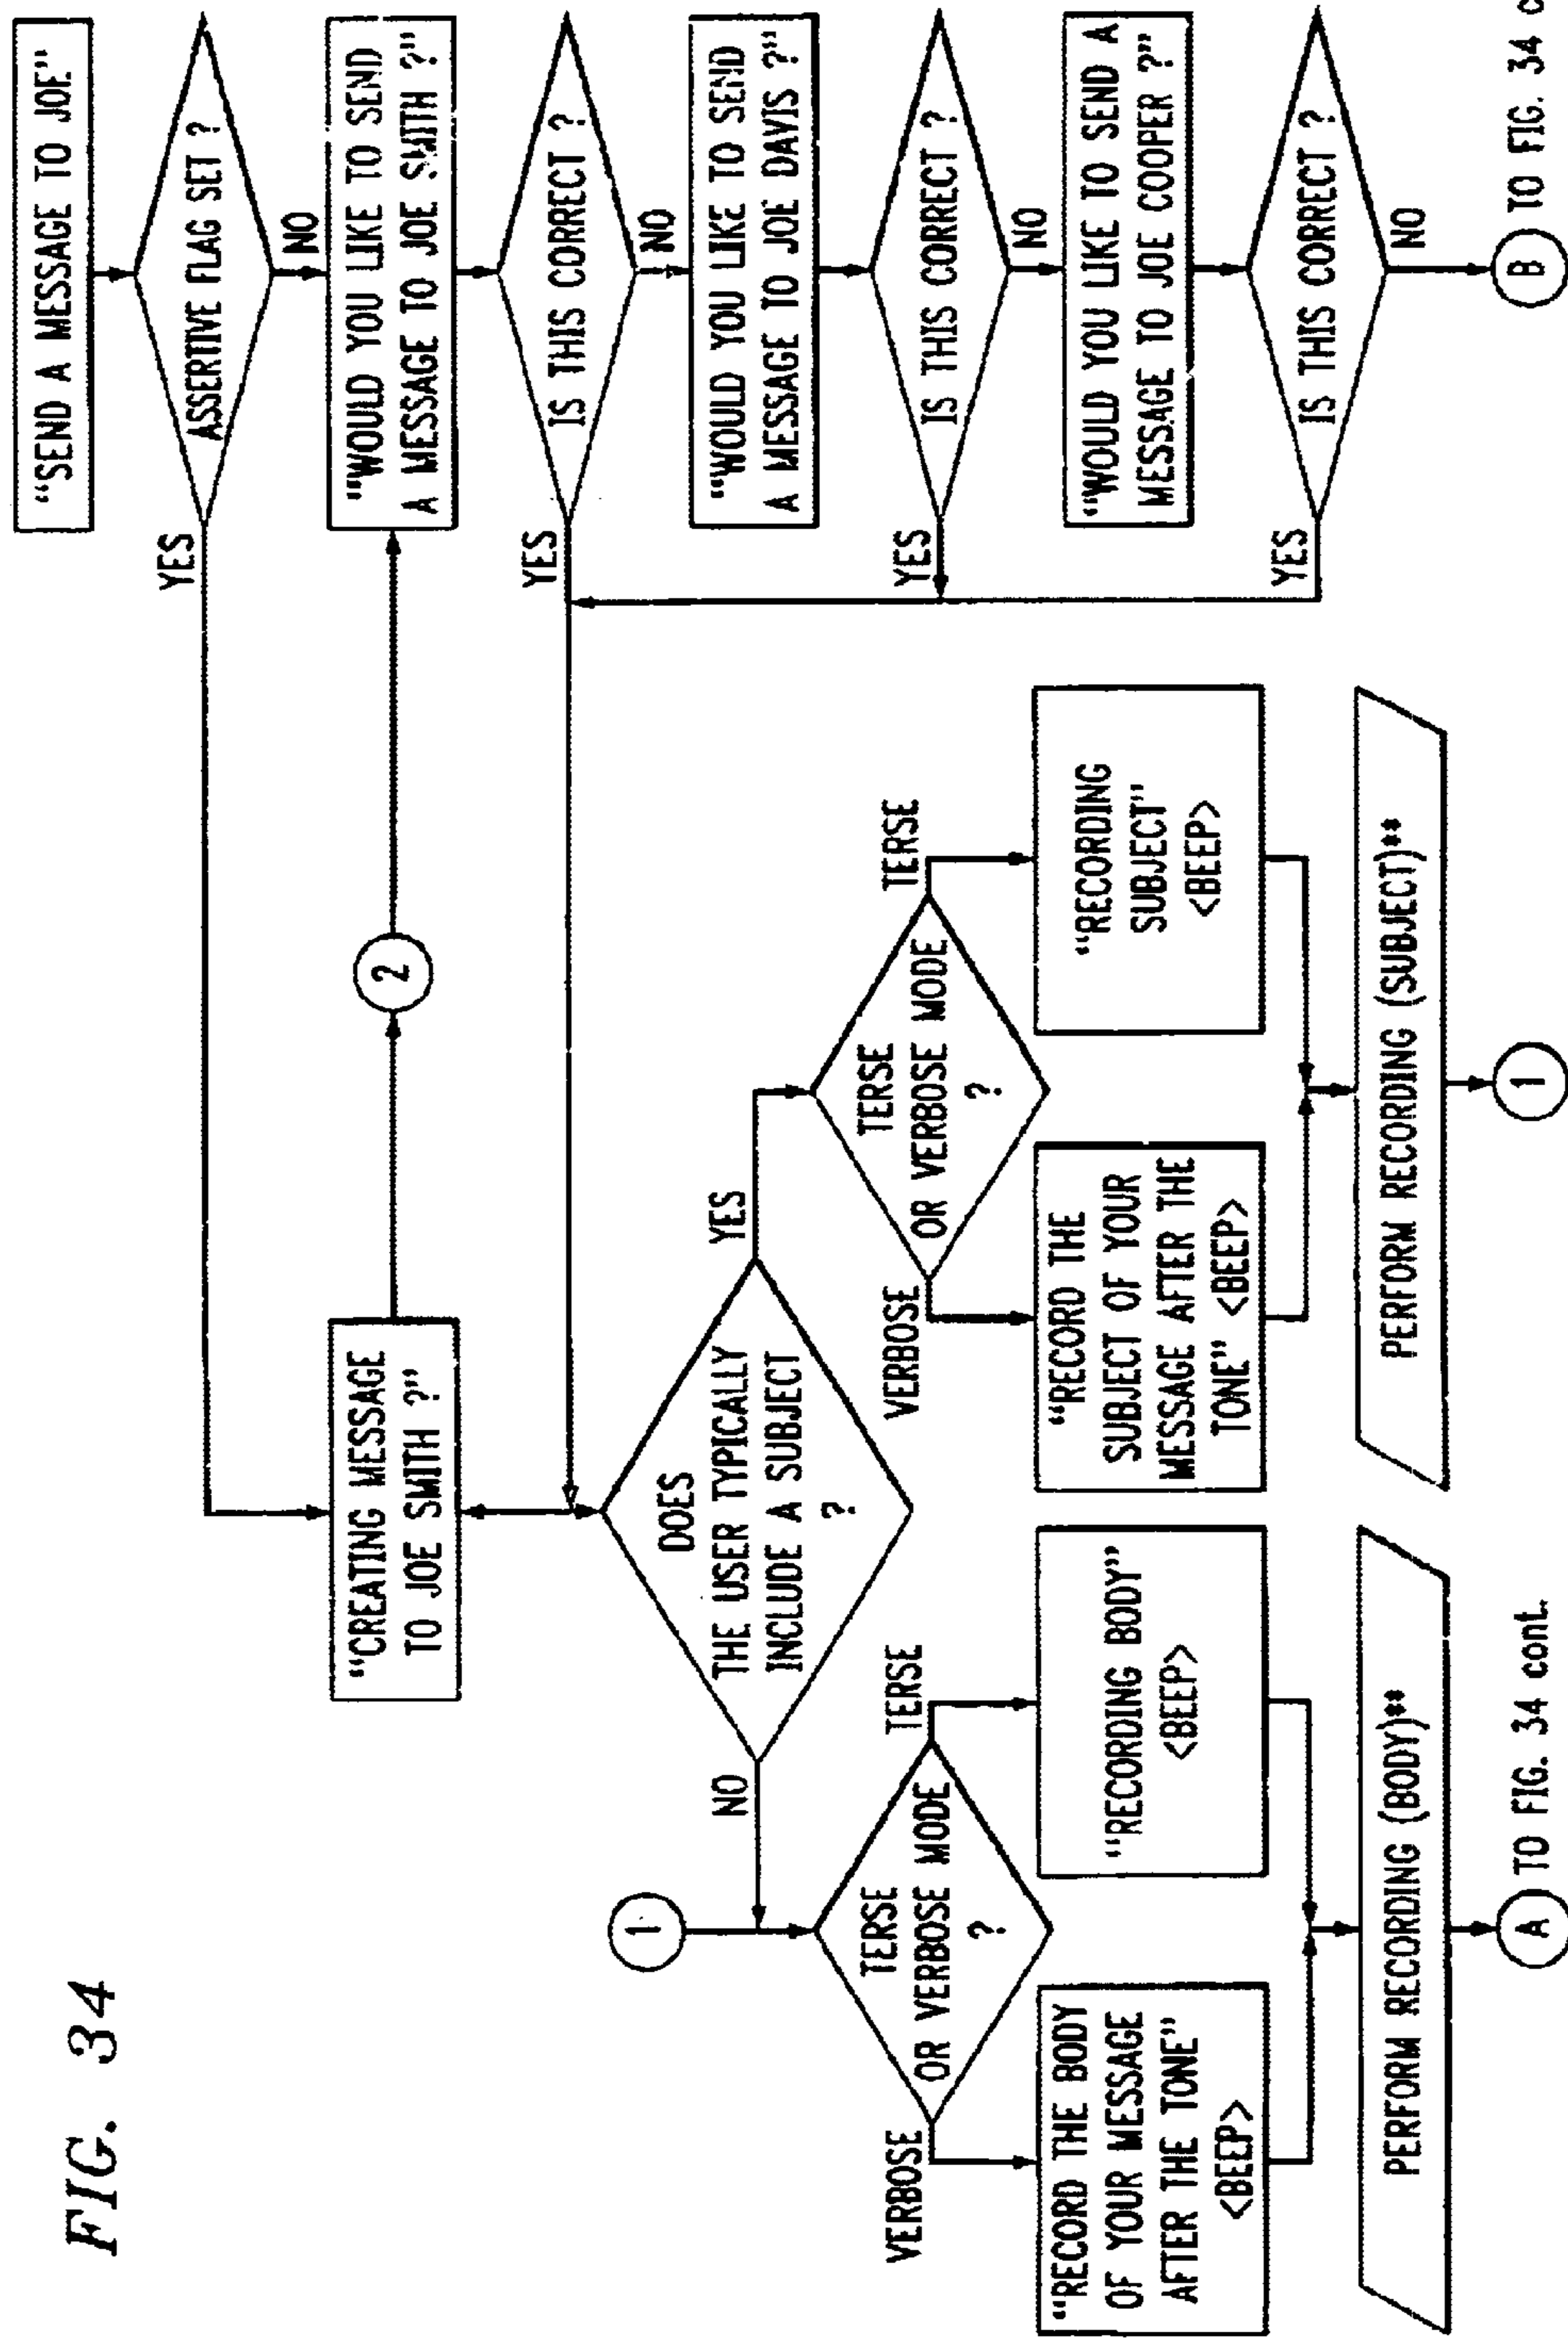 FIG. 34
"SEND A MESSAGE TO JOE"
ASSERTIVE FLAG SET ?
YES
NO
"CREATING MESSAGE
TO JOE SMITH ?"
2
"WOULD YOU LIKE TO SEND
A MESSAGE TO JOE SMITH ?"
IS THIS CORRECT ?
YES
NO
"WOULD YOU LIKE TO SEND
A MESSAGE TO JOE DAVIS ?"
IS THIS CORRECT ?
YES
NO
"WOULD YOU LIKE TO SEND A
MESSAGE TO JOE COOPER ?"
IS THIS CORRECT ?
YES
NO
B TO FIG. 34 c
DOES
THE USER TYPICALLY
INCLUDE A SUBJECT
?
NO
YES
1
TERSE
OR VERBOSE MODE
?
VERBOSE
TERSE
"RECORD THE BODY
OF YOUR MESSAGE
AFTER THE TONE"
<BEEP>
"RECORDING BODY"
<BEEP>
PERFORM RECORDING (BODY)**
A TO FIG. 34 cont.
TERSE
OR VERBOSE MODE
?
VERBOSE
TERSE
"RECORD THE
SUBJECT OF YOUR
MESSAGE AFTER THE
TONE" <BEEP>
"RECORDING
SUBJECT"
<BEEP>
PERFORM RECORDING (SUBJECT)**
1